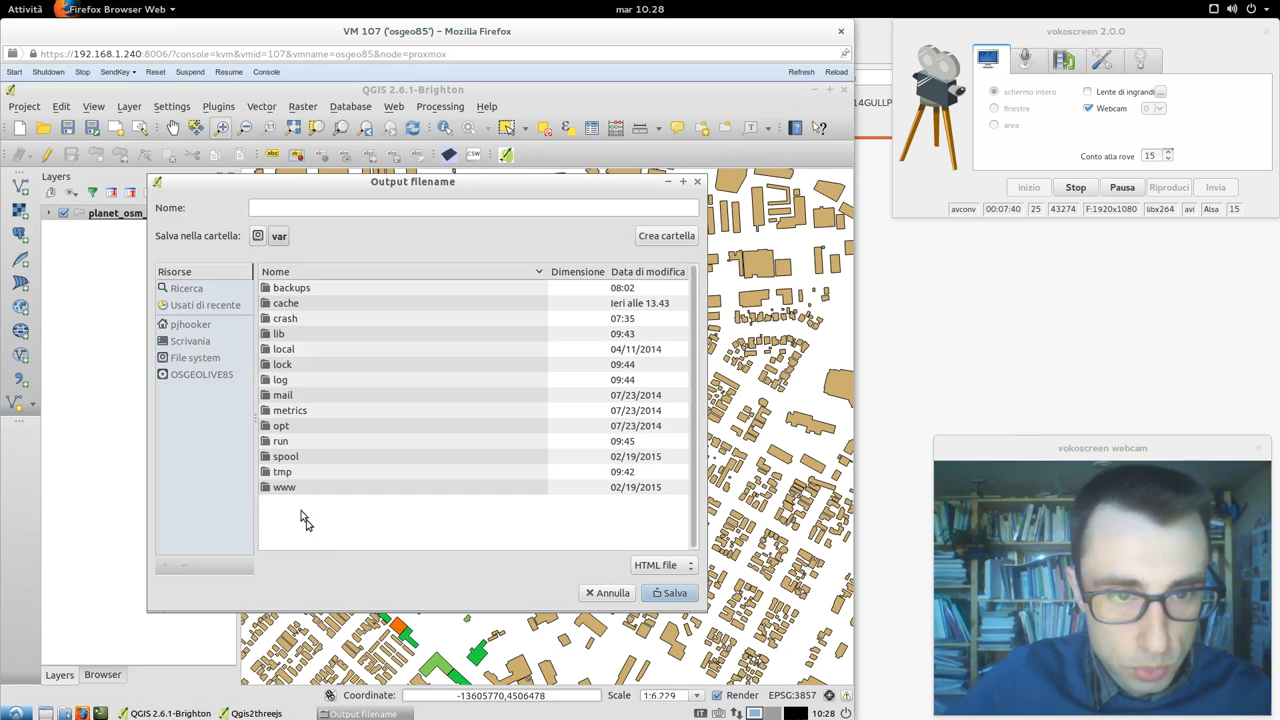 Attività Firefox Browser Web mar 10.28
VM 107 ('osgeo85') – Mozilla Firefox
https://192.168.1.240:8006/?console=kvm&vmid=107&vmname=osgeo85&node=proxmox
Start Shutdown Stop SendKey Reset Suspend Resume Console Refresh Reload
QGIS 2.6.1-Brighton
Project Edit View Layer Settings Plugins Vector Raster Database Web Processing Help
14GULLP
CSW
Layers
planet_osm_
Output filename
Nome:
Salva nella cartella: var Crea cartella
Risorse
Ricerca
Usati di recente
pjhooker
Scrivania
File system
OSGEOLIVE85
Nome Dimensione Data di modifica
backups 08:02
cache Ieri alle 13.43
crash 07:35
lib 09:43
local 04/11/2014
lock 09:44
log 09:44
mail 07/23/2014
metrics 07/23/2014
opt 07/23/2014
run 09:45
spool 02/19/2015
tmp 09:42
www 02/19/2015
HTML file
Annulla Salva
Layers Browser
Coordinate: -13605770,4506478 Scale 1:6.229 Render EPSG:3857
QGIS 2.6.1-Brighton Qgis2threejs Output filename IT 10:28
vokoscreen 2.0.0
schermo intero
finestre
area
Lente di ingrandi ...
Webcam 0
Conto alla rove 15
inizio Stop Pausa Riproduci Invia
avconv 00:07:40 25 43274 F:1920x1080 libx264 avi Alsa 15
vokoscreen webcam